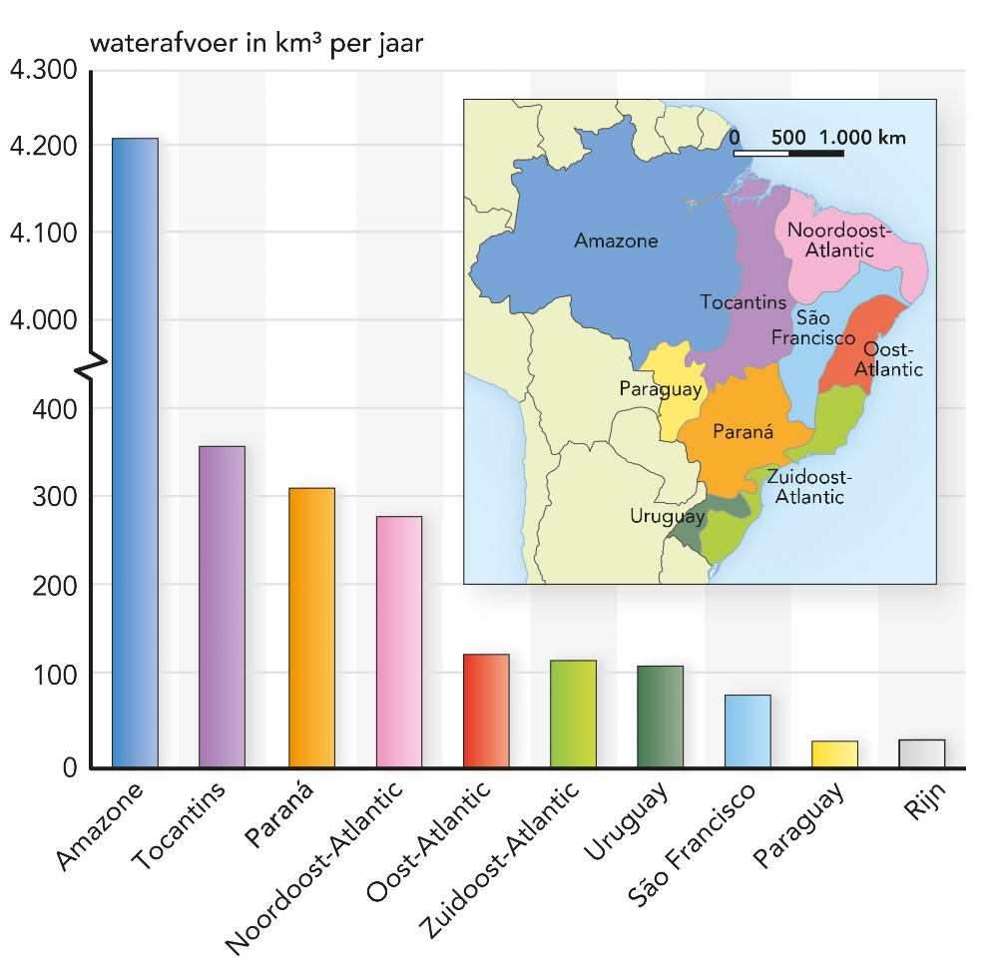 waterafvoer in km³ per jaar
4.300
4.200
4.100
4.000
400
300
200
100
0
0 500 1.000 km
Amazone
Noordoost-
Atlantic
Tocantins
São
Francisco
Oost-
Atlantic
Paraguay
Paraná
Zuidoost-
Atlantic
Uruguay
Amazone
Tocantins
Paraná
Noordoost-Atlantic
Oost-Atlantic
Zuidoost-Atlantic
Uruguay
São Francisco
Paraguay
Rijn